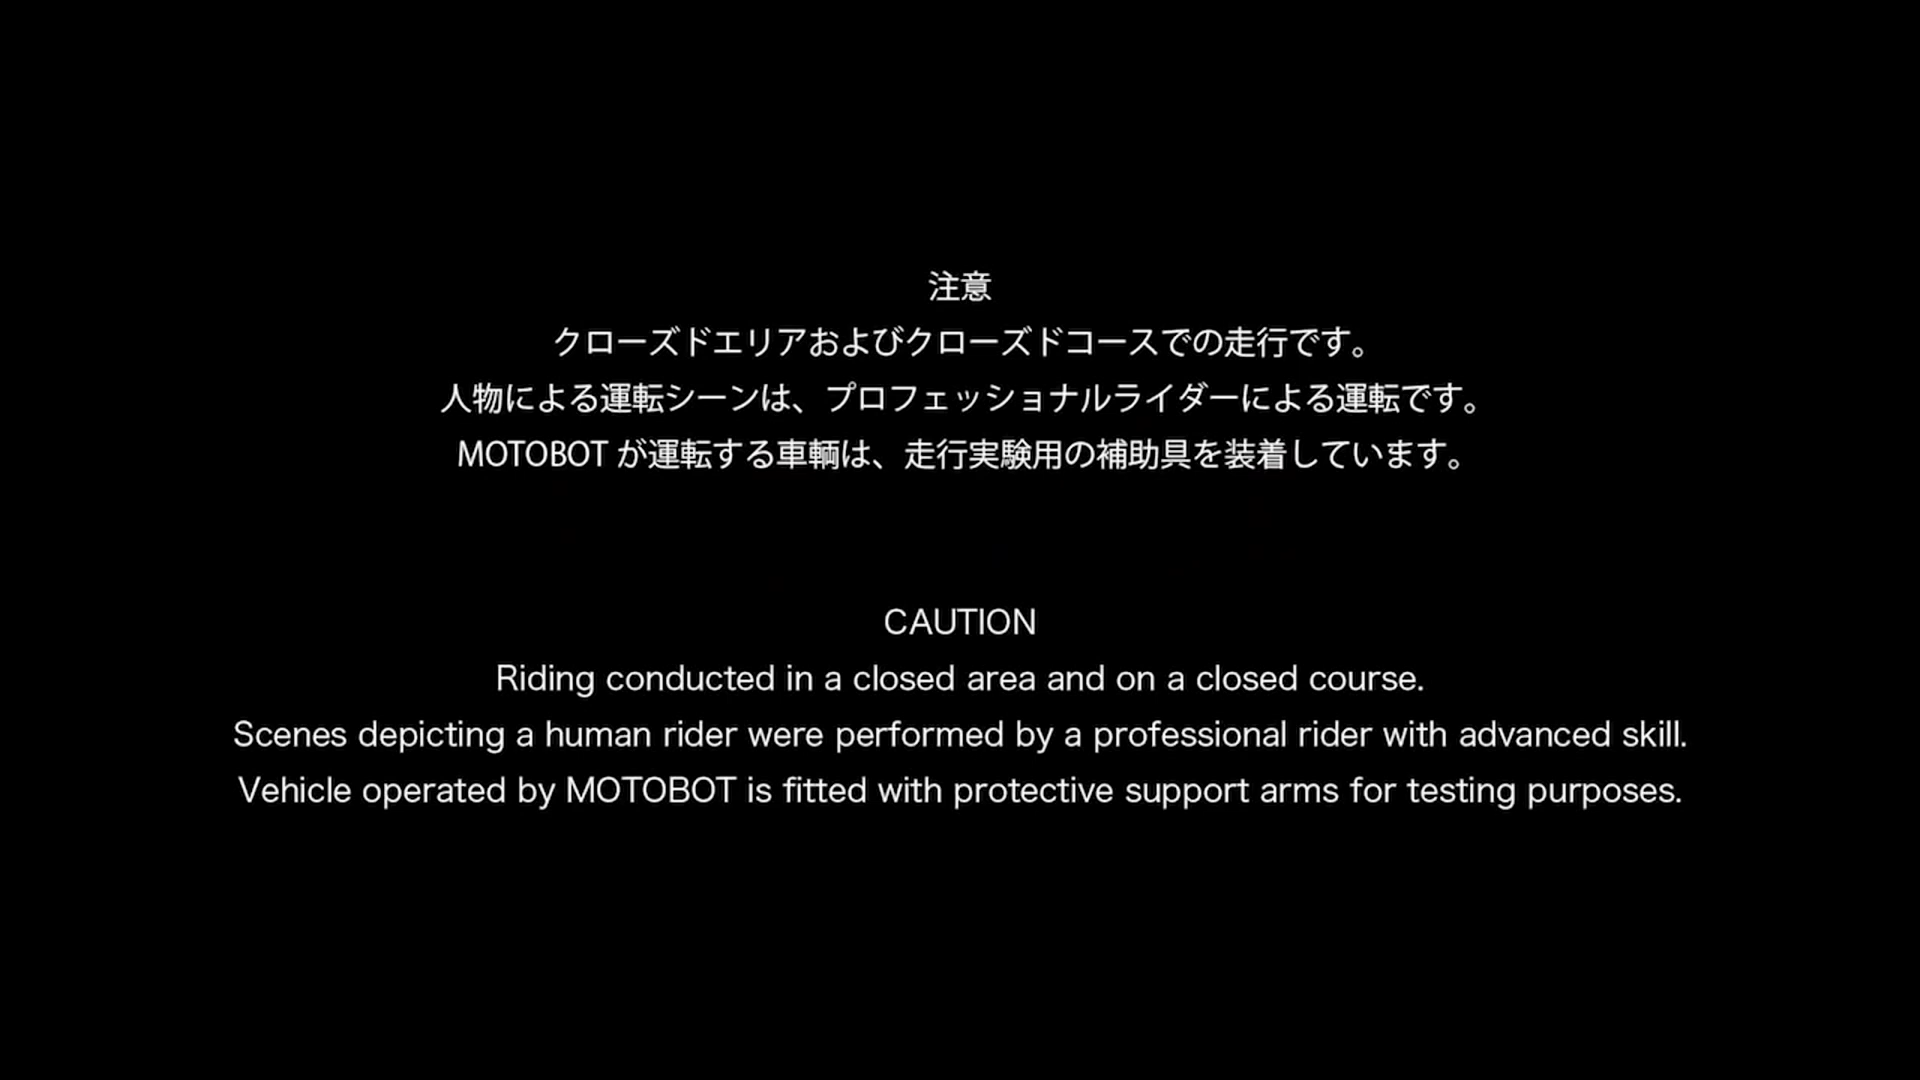 注意
クローズドエリアおよびクローズドコースでの走行です。
人物による運転シーンは、プロフェッショナルライダーによる運転です。
MOTOBOT が運転する車輌は、走行実験用の補助具を装着しています。
CAUTION
Riding conducted in a closed area and on a closed course.
Scenes depicting a human rider were performed by a professional rider with advanced skill.
Vehicle operated by MOTOBOT is fitted with protective support arms for testing purposes.